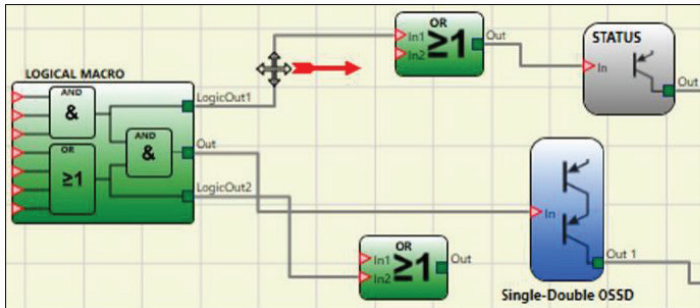 LOGICAL MACRO
AND
&
OR
≥1
AND
&
LogicOut1
Out
LogicOut2
OR
In1
In2
≥1
Out
STATUS
In
Out
OR
In1
In2
≥1
Out
In
Out 1
Single-Double OSSD